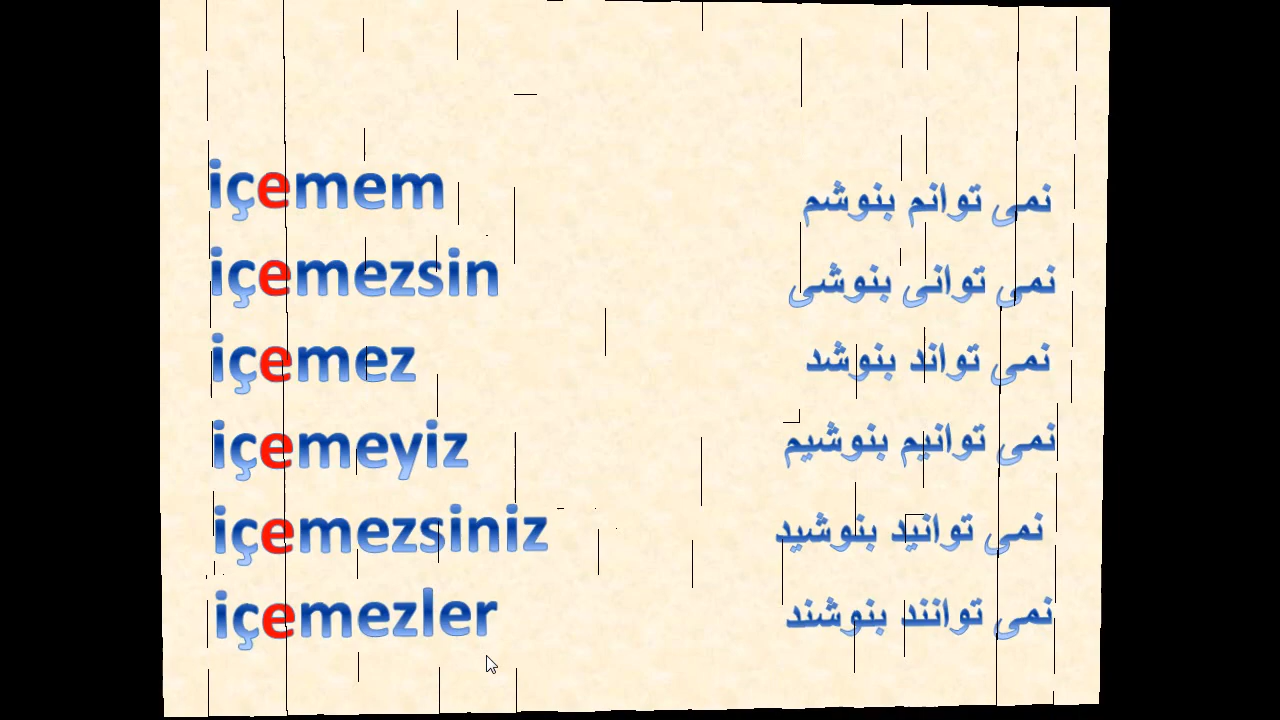 içemem نمی توانم بنوشم
içemezsin نمی توانی بنوشی
içemez نمی تواند بنوشد
içemeyiz نمی توانیم بنوشیم
içemezsiniz نمی توانید بنوشید
içemezler نمی توانند بنوشند